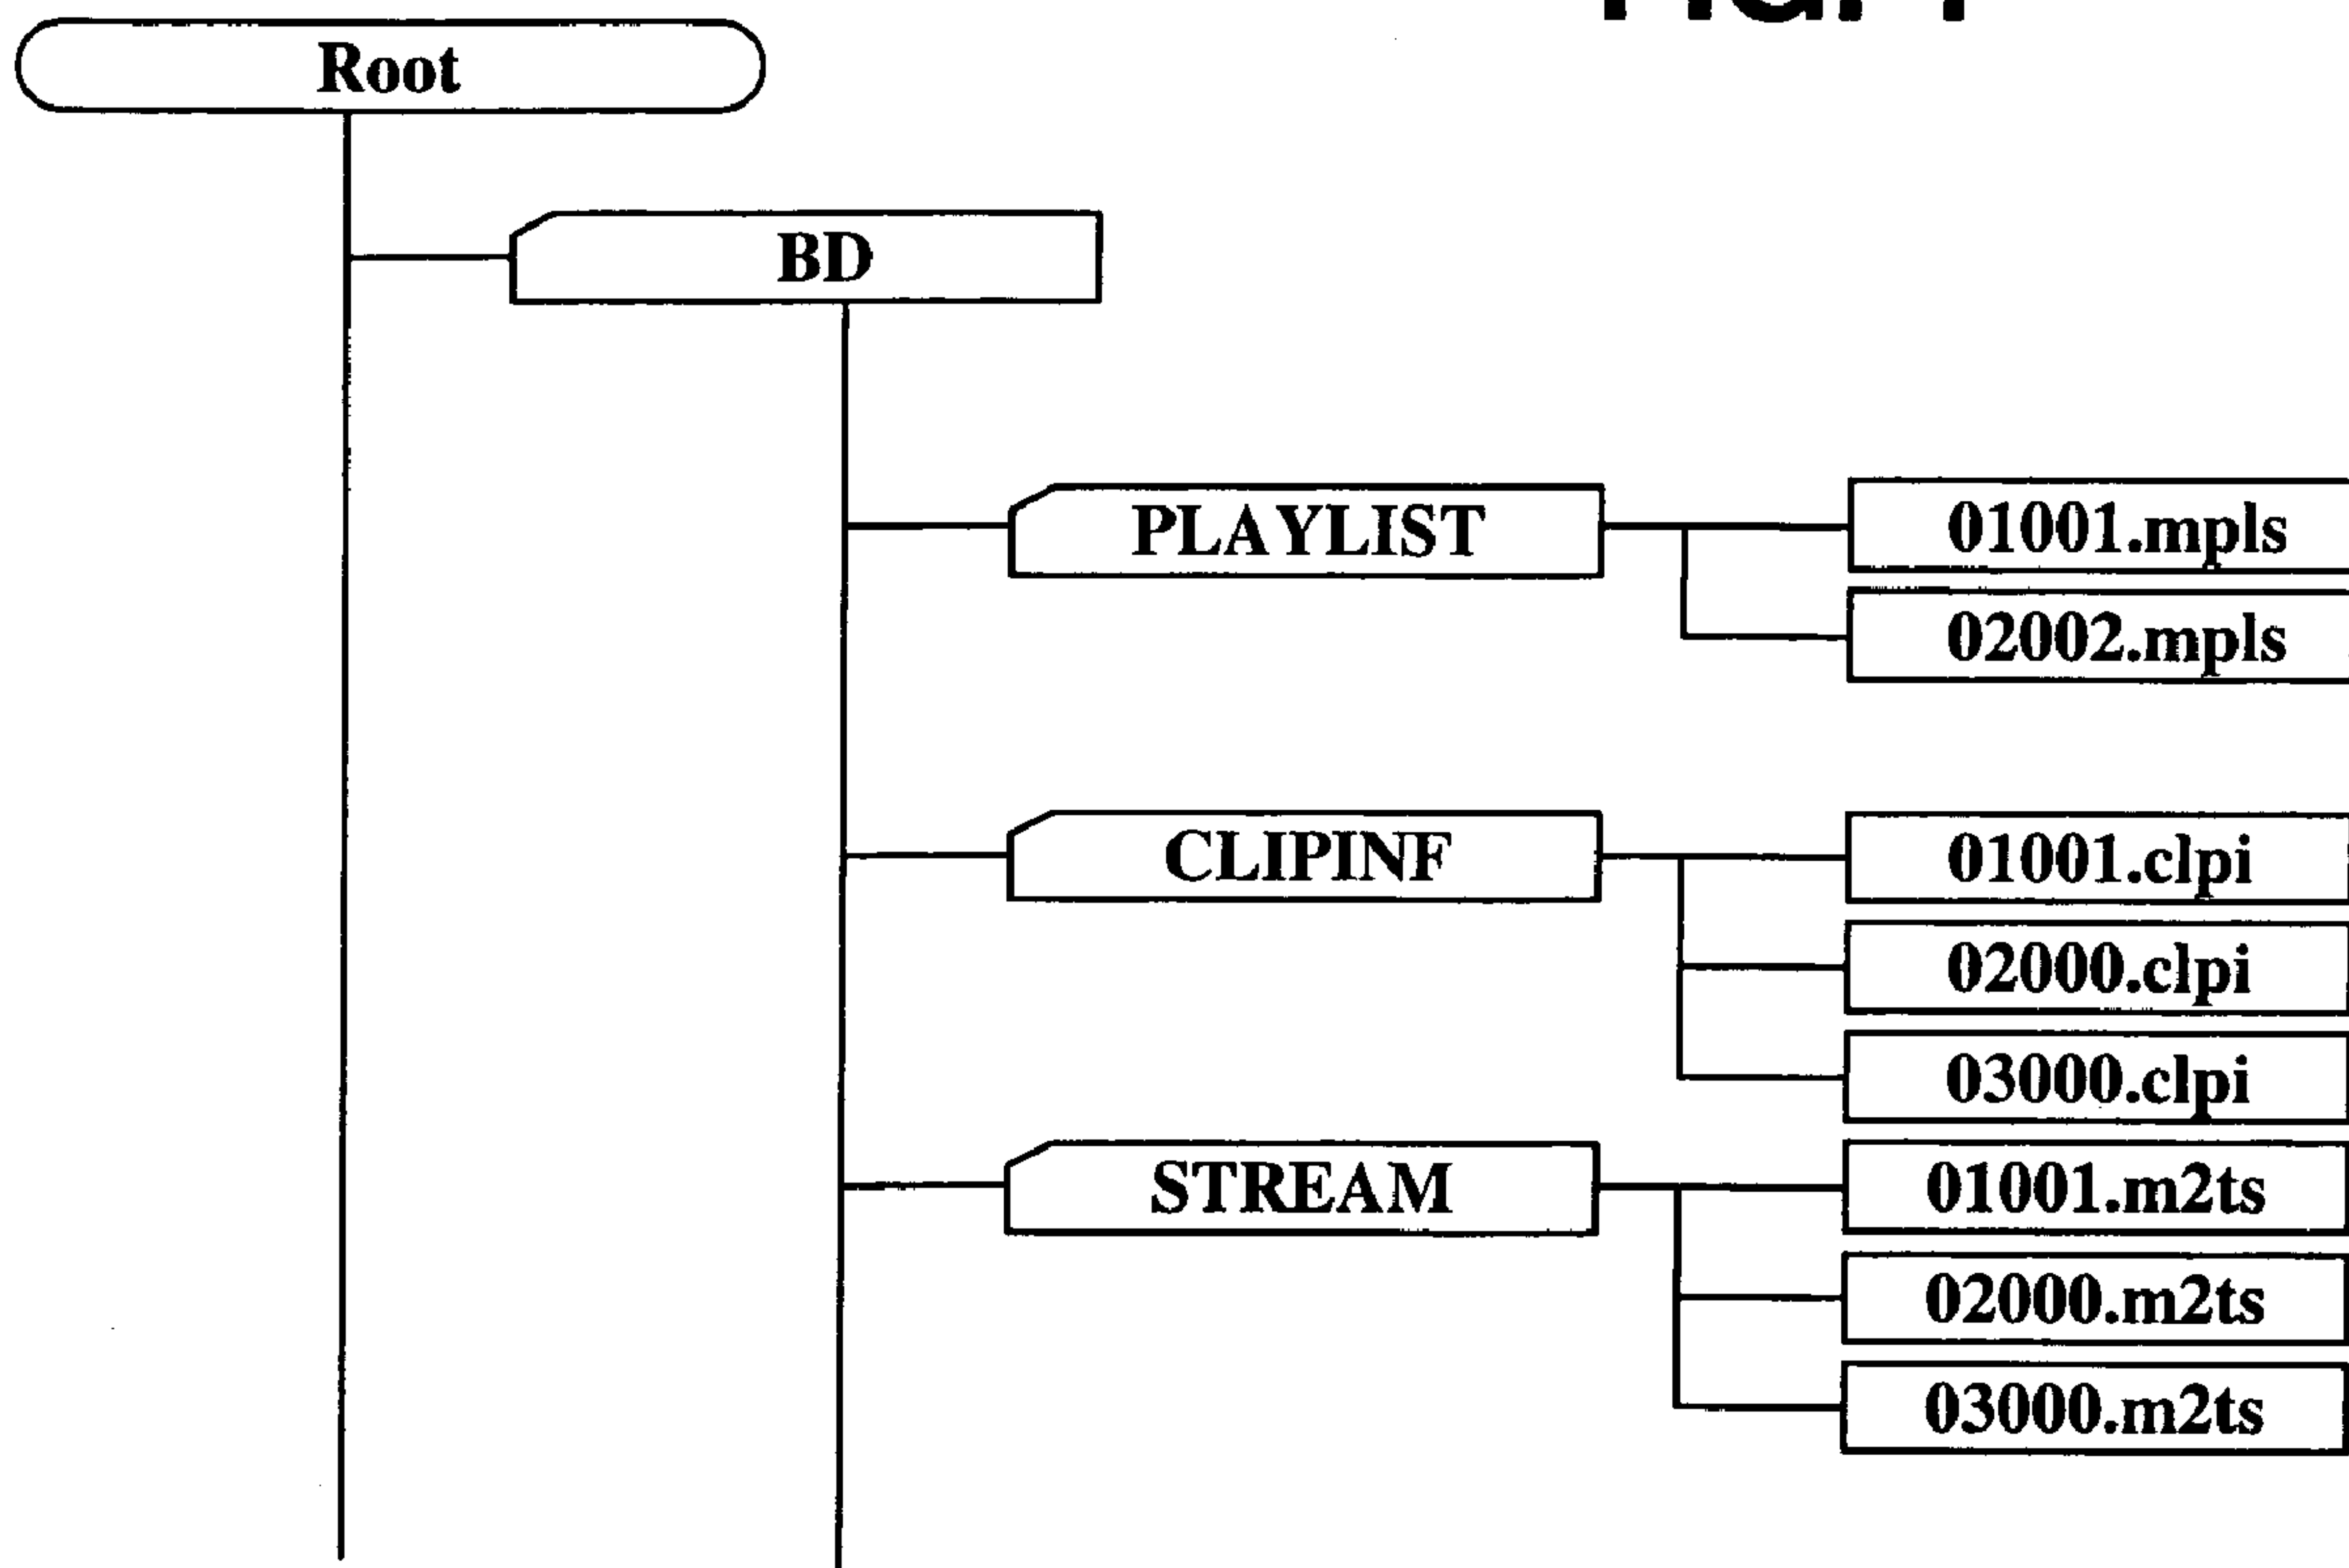 Root
BD
PLAYLIST
01001.mpls
02002.mpls
CLIPINF
01001.clpi
02000.clpi
03000.clpi
STREAM
01001.m2ts
02000.m2ts
03000.m2ts